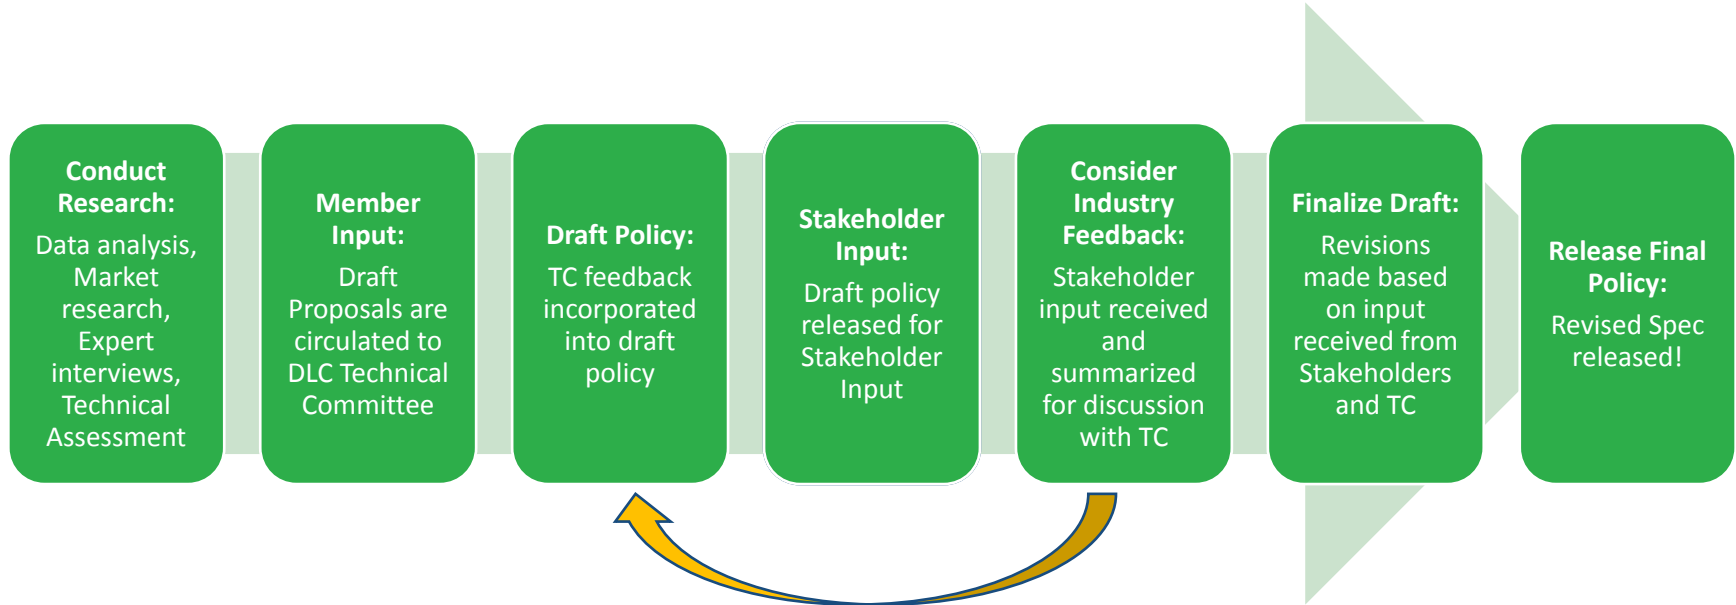 Conduct
Research:
Data analysis,
Market
research,
Expert
interviews,
Technical
Assessment
Member
Input:
Draft
Proposals are
circulated to
DLC Technical
Committee
Draft Policy:
TC feedback
incorporated
into draft
policy
Stakeholder
Input:
Draft policy
released for
Stakeholder
Input
Consider
Industry
Feedback:
Stakeholder
input received
and
summarized
for discussion
with TC
Finalize Draft:
Revisions
made based
on input
received from
Stakeholders
and TC
Release Final
Policy:
Revised Spec
released!